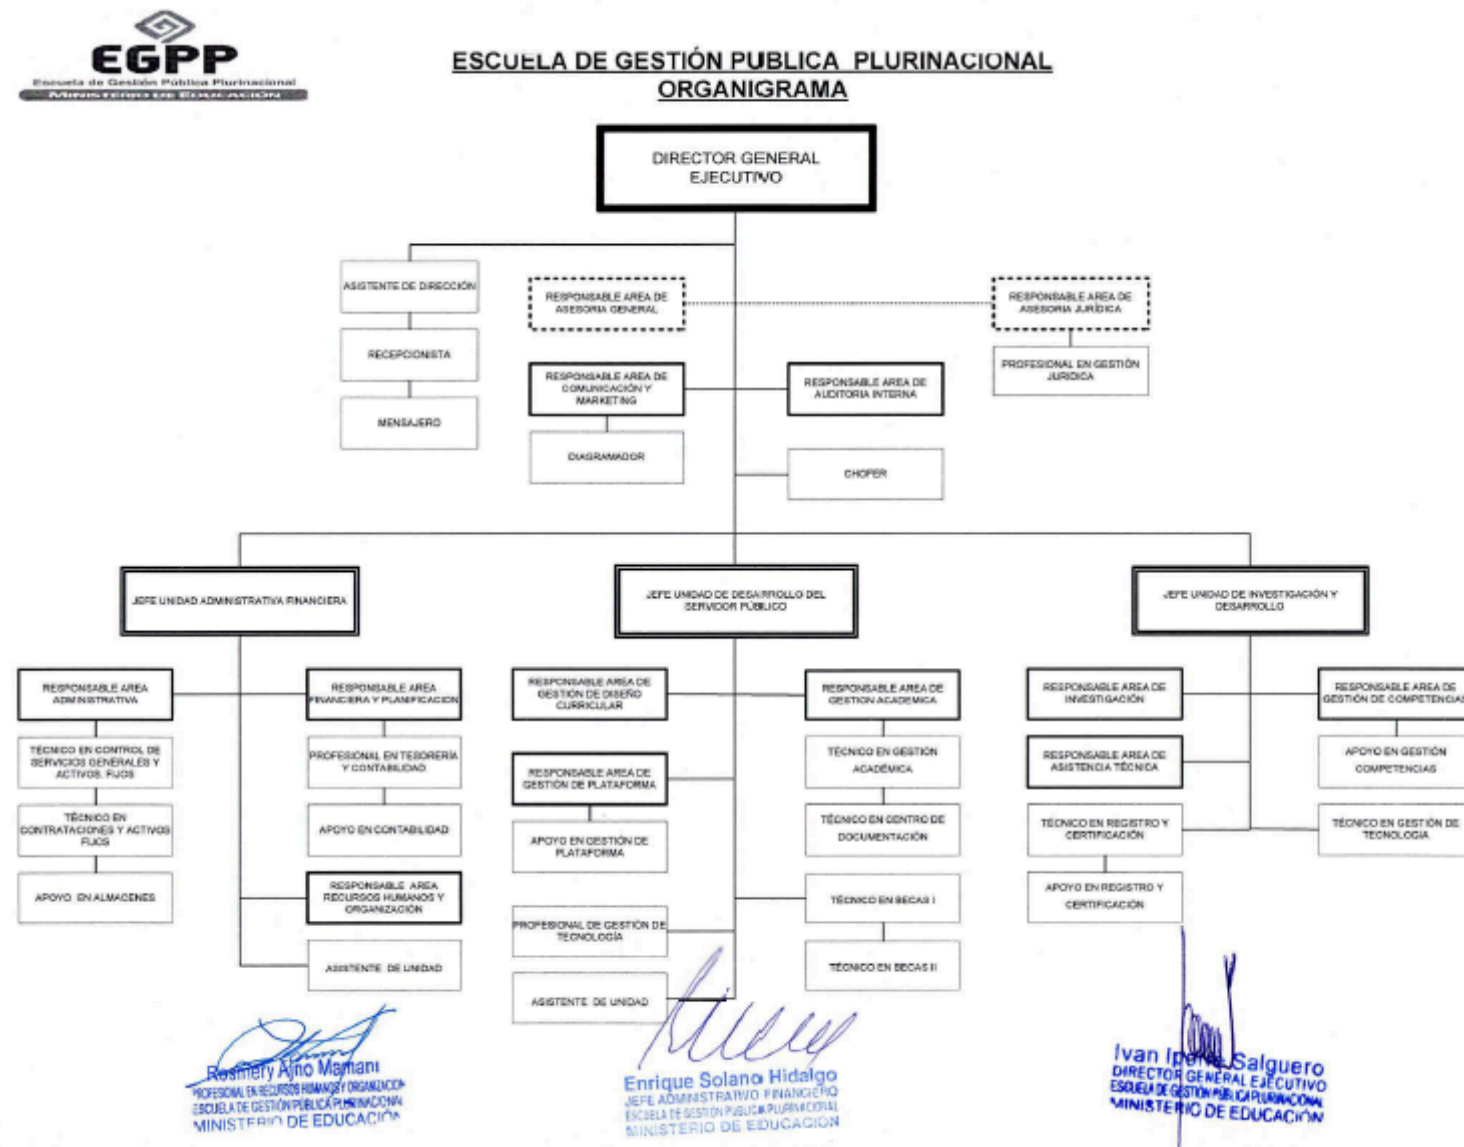 EGPP
Escuela de Gestión Pública Plurinacional
MINISTERIO DE EDUCACIÓN
ESCUELA DE GESTIÓN PUBLICA PLURINACIONAL
ORGANIGRAMA
DIRECTOR GENERAL
EJECUTIVO
ASISTENTE DE DIRECCIÓN
RECEPCIONISTA
MENSAJERO
RESPONSABLE AREA DE
ASESORIA GENERAL
RESPONSABLE AREA DE
ASESORIA JURÍDICA
PROFESIONAL EN GESTIÓN
JURIDICA
RESPONSABLE AREA DE
COMUNICACIÓN Y
MARKETING
RESPONSABLE AREA DE
AUDITORIA INTERNA
DIAGRAMADOR
CHOFER
JEFE UNIDAD ADMINISTRATIVA FINANCIERA
JEFE UNIDAD DE DESARROLLO DEL
SERVIDOR PÚBLICO
JEFE UNIDAD DE INVESTIGACIÓN Y
DESARROLLO
RESPONSABLE AREA
ADMINISTRATIVA
TÉCNICO EN CONTROL DE
SERVICIOS GENERALES Y
ACTIVOS. FIJOS
TÉCNICO EN
CONTRATACIONES Y ACTIVOS
FIJOS
APOYO EN ALMACENES
RESPONSABLE AREA
FINANCIERA Y PLANIFICACION
PROFESIONAL EN TESORERÍA
Y CONTABILIDAD
APOYO EN CONTABILIDAD
RESPONSABLE AREA
RECURSOS HUMANOS Y
ORGANIZACIÓN
ASISTENTE DE UNIDAD
RESPONSABLE AREA DE
GESTIÓN DE DISEÑO
CURRICULAR
RESPONSABLE AREA DE
GESTIÓN DE PLATAFORMA
APOYO EN GESTIÓN DE
PLATAFORMA
PROFESIONAL DE GESTIÓN DE
TECNOLOGÍA
ASISTENTE DE UNIDAD
RESPONSABLE AREA DE
GESTION ACADEMICA
TÉCNICO EN GESTIÓN
ACADÉMICA
TÉCNICO EN CENTRO DE
DOCUMENTACIÓN
TÉCNICO EN BECAS I
TÉCNICO EN BECAS II
RESPONSABLE AREA DE
INVESTIGACIÓN
RESPONSABLE AREA DE
ASISTENCIA TÉCNICA
TÉCNICO EN REGISTRO Y
CERTIFICACIÓN
APOYO EN REGISTRO Y
CERTIFICACIÓN
RESPONSABLE AREA DE
GESTIÓN DE COMPETENCIAS
APOYO EN GESTIÓN
COMPETENCIAS
TÉCNICO EN GESTIÓN DE
TECNOLOGIA
Rosmery Mamani
PROFESIONAL EN RECURSOS HUMANOS Y ORGANIZACIÓN
ESCUELA DE GESTIÓN PÚBLICA PLURINACIONAL
MINISTERIO DE EDUCACIÓN
Enrique Solano Hidalgo
JEFE ADMINISTRATIVO FINANCIERO
ESCUELA DE GESTIÓN PÚBLICA PLURINACIONAL
MINISTERIO DE EDUCACIÓN
Ivan Salguero
DIRECTOR GENERAL EJECUTIVO
ESCUELA DE GESTIÓN PÚBLICA PLURINACIONAL
MINISTERIO DE EDUCACIÓN